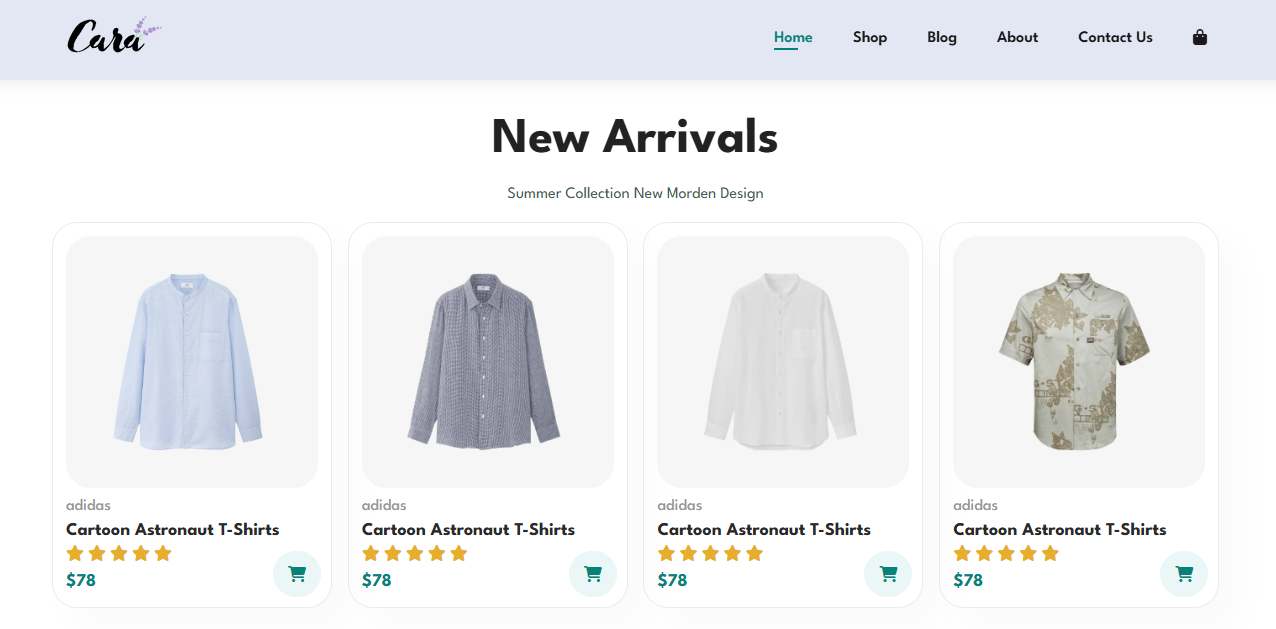 Cara
Home Shop Blog About Contact Us
New Arrivals
Summer Collection New Morden Design
adidas
Cartoon Astronaut T-Shirts
$78
adidas
Cartoon Astronaut T-Shirts
$78
adidas
Cartoon Astronaut T-Shirts
$78
adidas
Cartoon Astronaut T-Shirts
$78